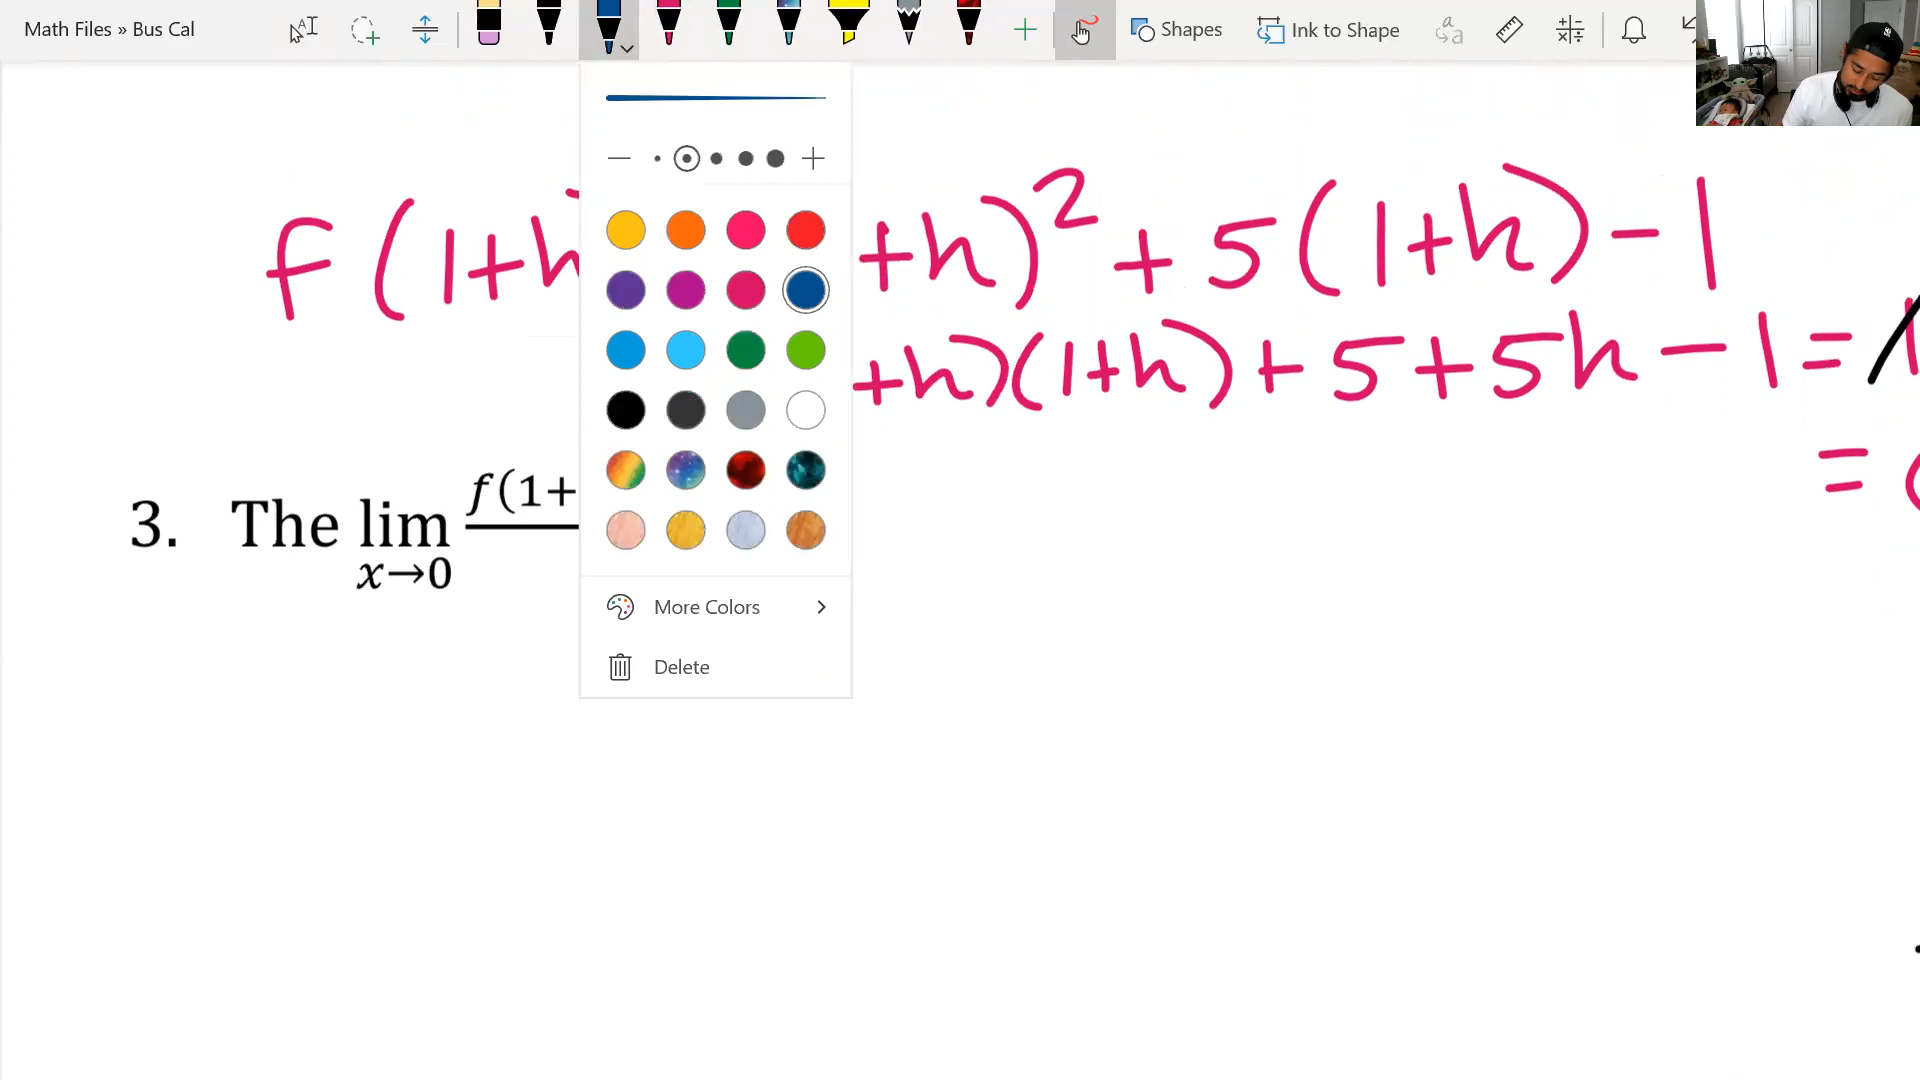 Math Files » Bus Cal
Shapes
Ink to Shape
f(1+h +h)² + 5(1+h) - 1
+h)(1+h) + 5 + 5h - 1 =
=
f(1+
3. The lim
x→0
More Colors
Delete